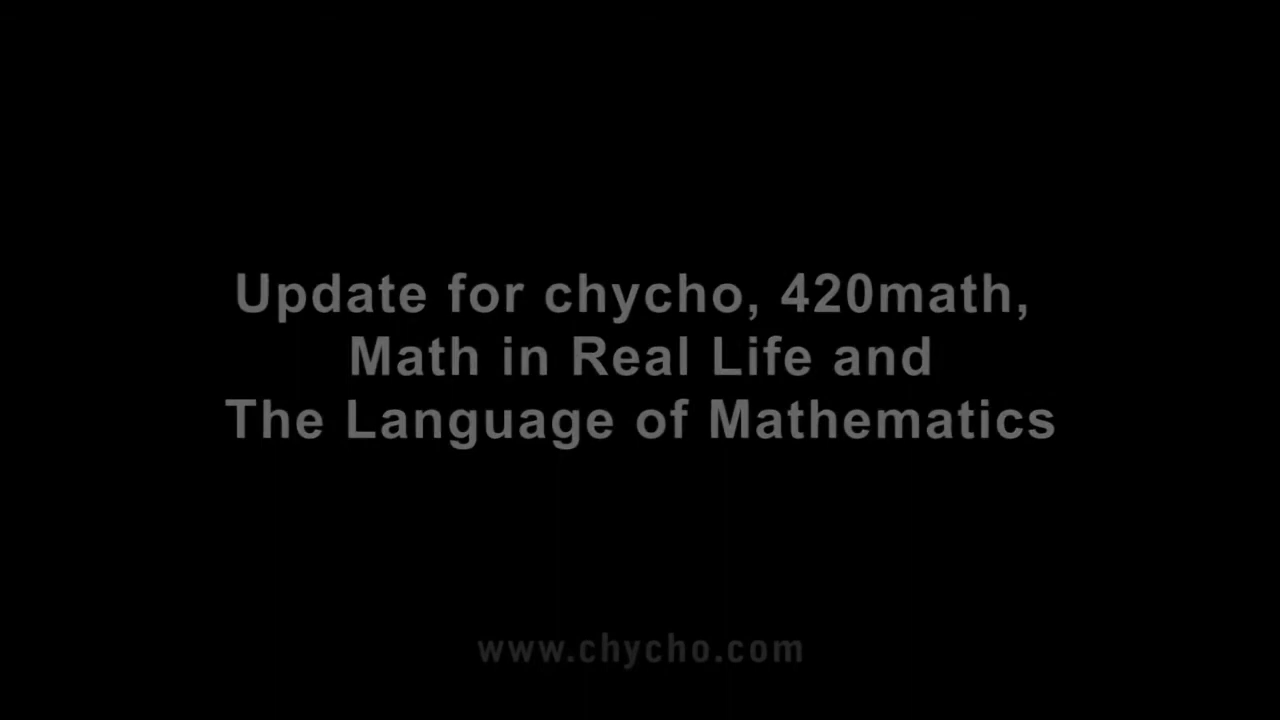 Update for chycho, 420math,
Math in Real Life and
The Language of Mathematics
www.chycho.com